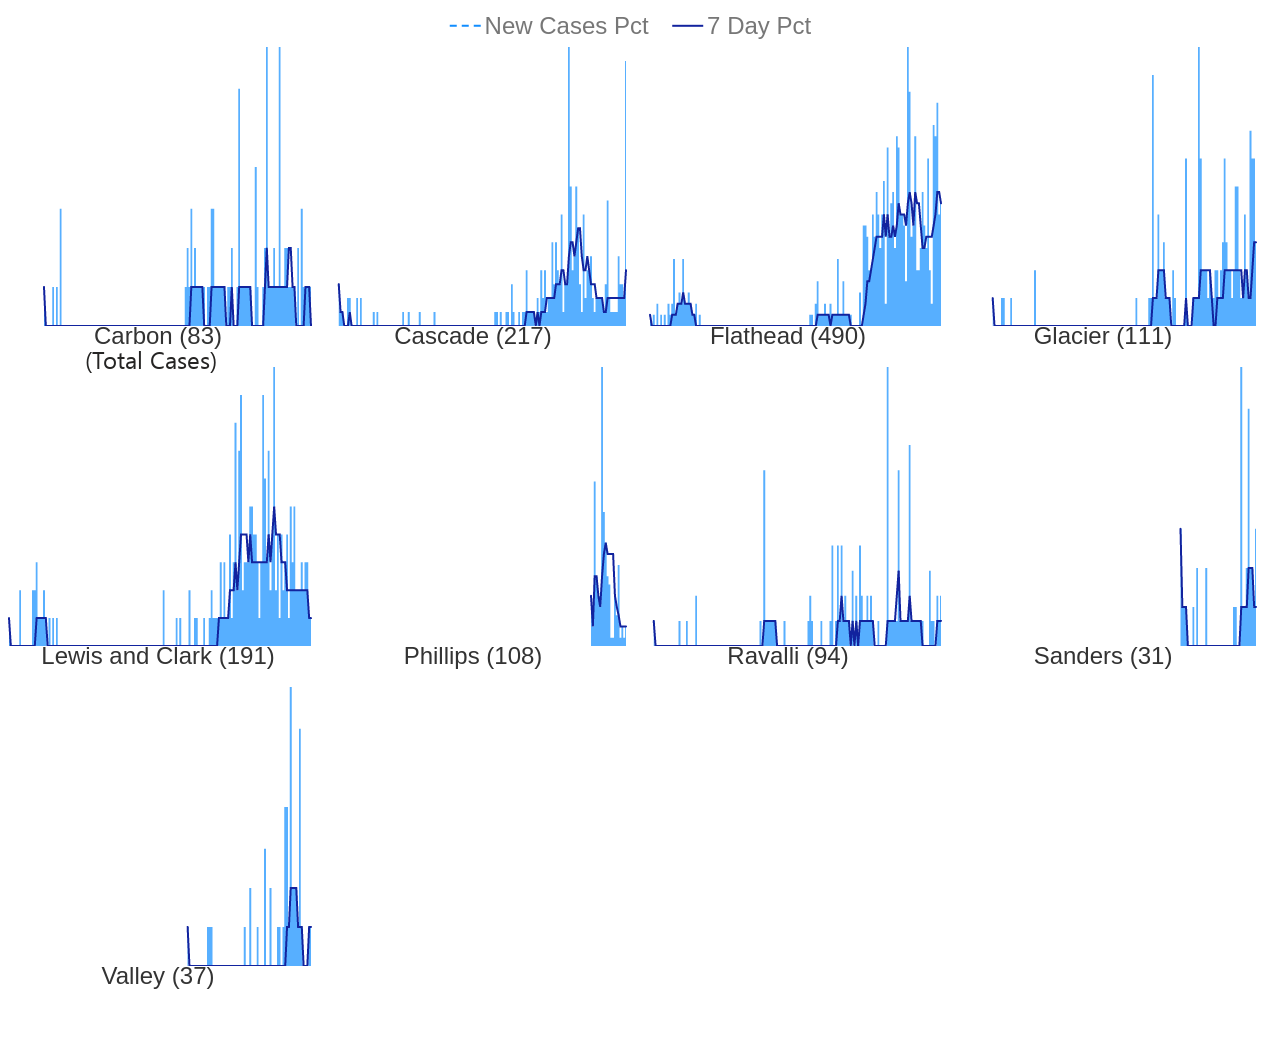 New Cases Pct 7 Day Pct
Carbon (83) Cascade (217) Flathead (490) Glacier (111)
(Total Cases)
Lewis and Clark (191) Phillips (108) Ravalli (94) Sanders (31)
Valley (37)